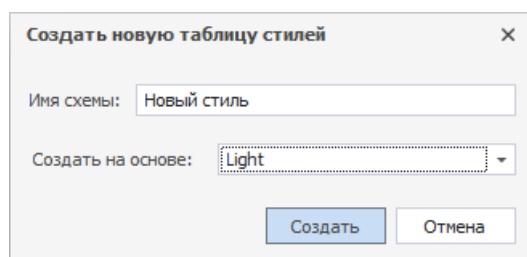 Создать новую таблицу стилей
Имя схемы: Новый стиль
Создать на основе: Light
Создать Отмена